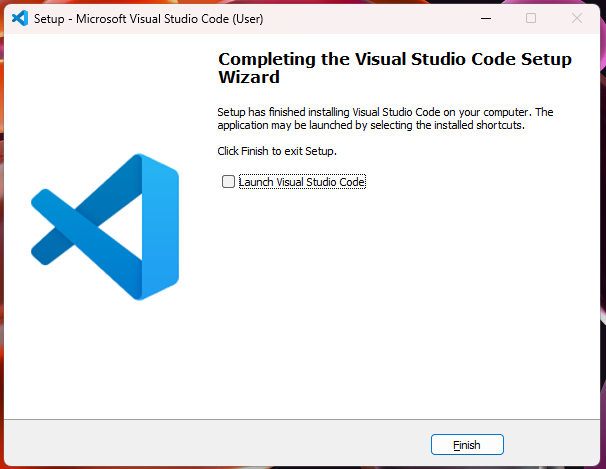 Setup - Microsoft Visual Studio Code (User)
Completing the Visual Studio Code Setup
Wizard
Setup has finished installing Visual Studio Code on your computer. The
application may be launched by selecting the installed shortcuts.
Click Finish to exit Setup.
Launch Visual Studio Code
Finish